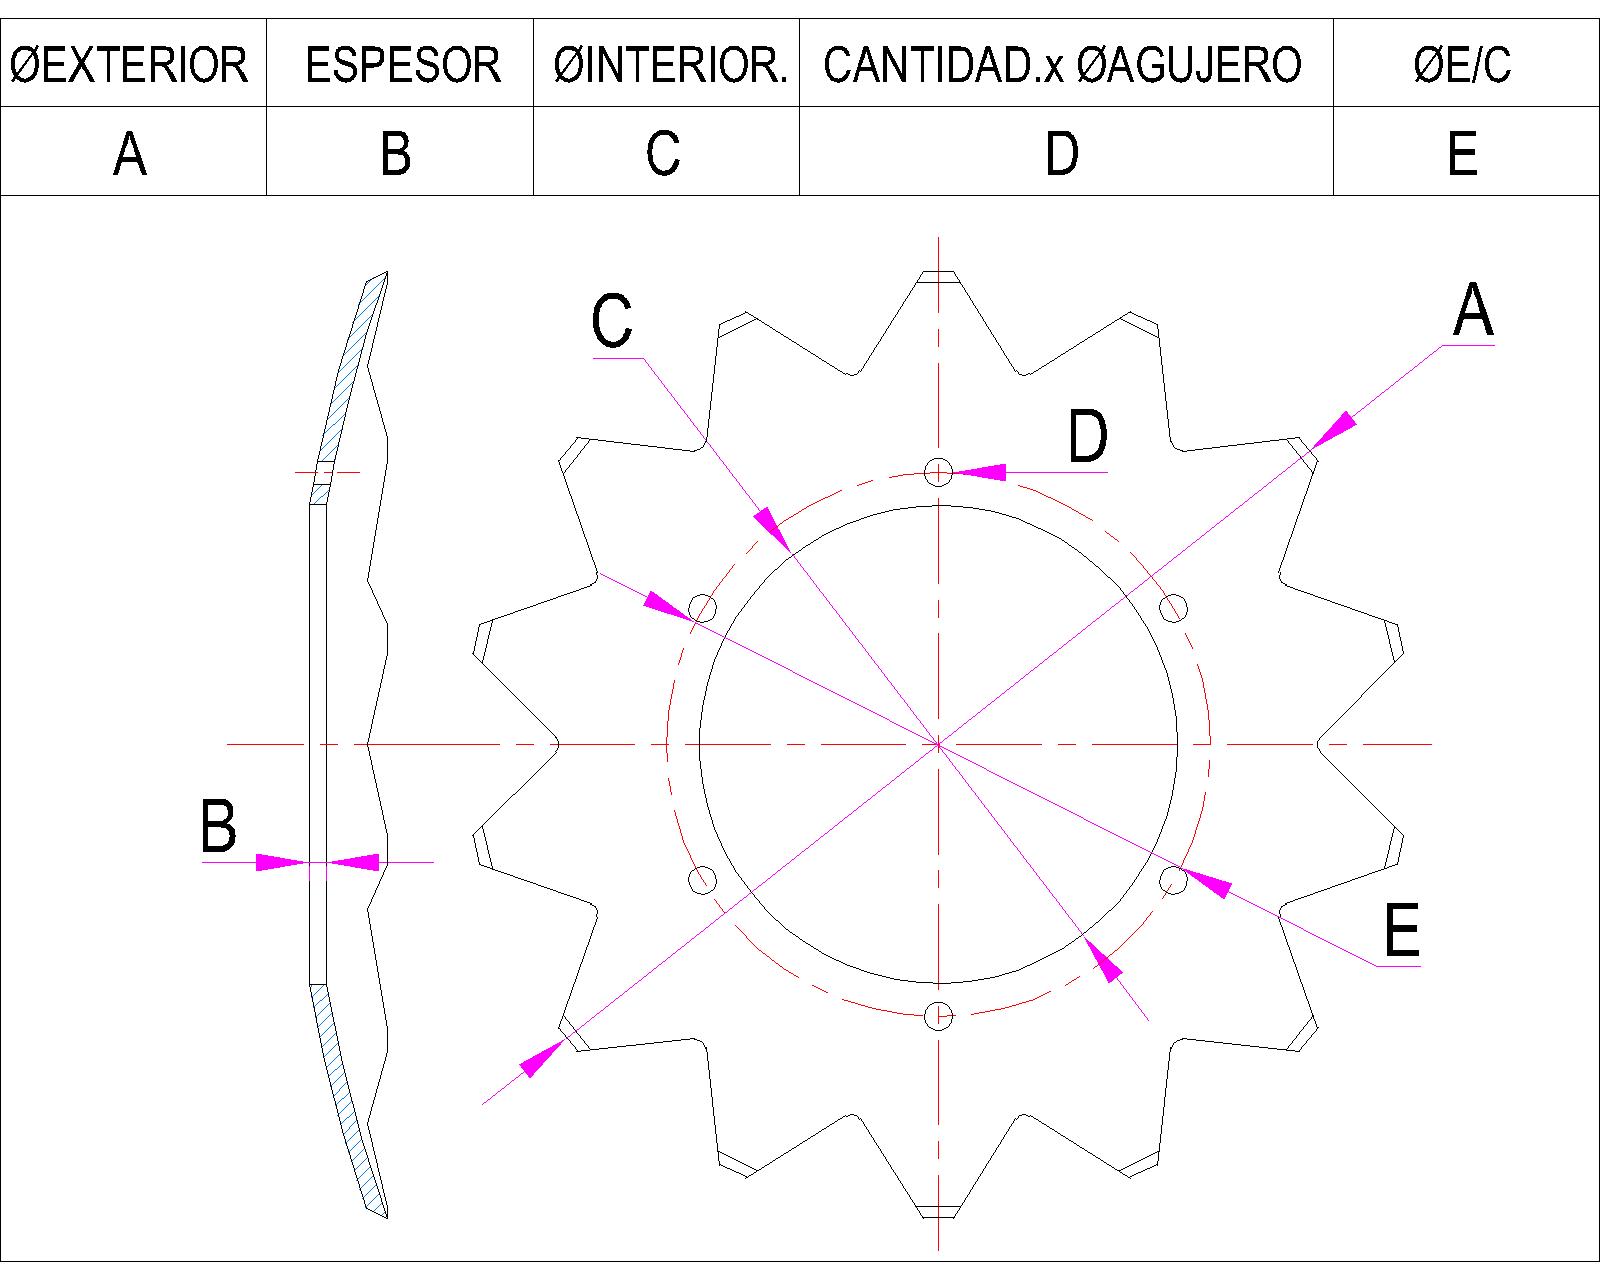 ØEXTERIOR ESPESOR ØINTERIOR. CANTIDAD.x ØAGUJERO ØE/C
A B C D E
C A
D
B
E